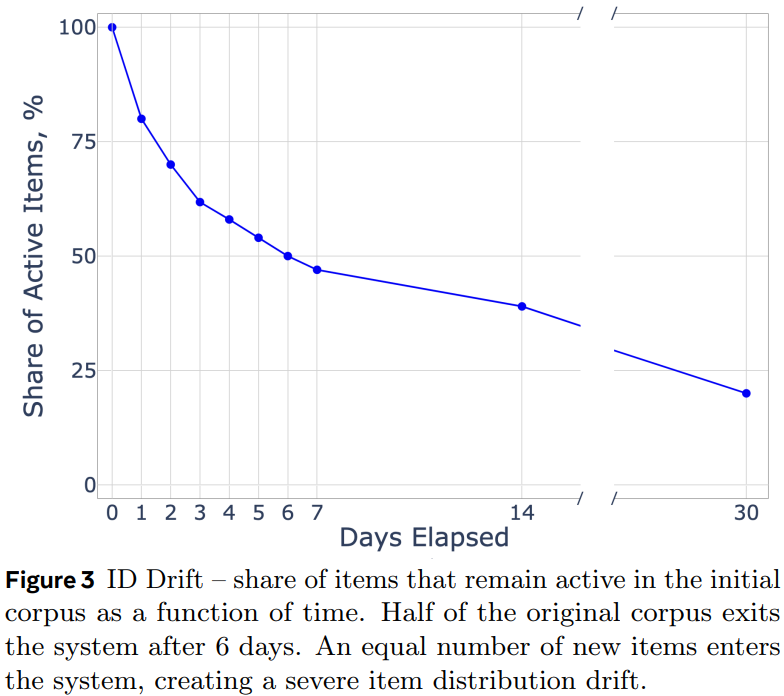 100
75
50
25
0
Share of Active Items, %
0 1 2 3 4 5 6 7 14 30
Days Elapsed
Figure 3 ID Drift – share of items that remain active in the initial
corpus as a function of time. Half of the original corpus exits
the system after 6 days. An equal number of new items enters
the system, creating a severe item distribution drift.